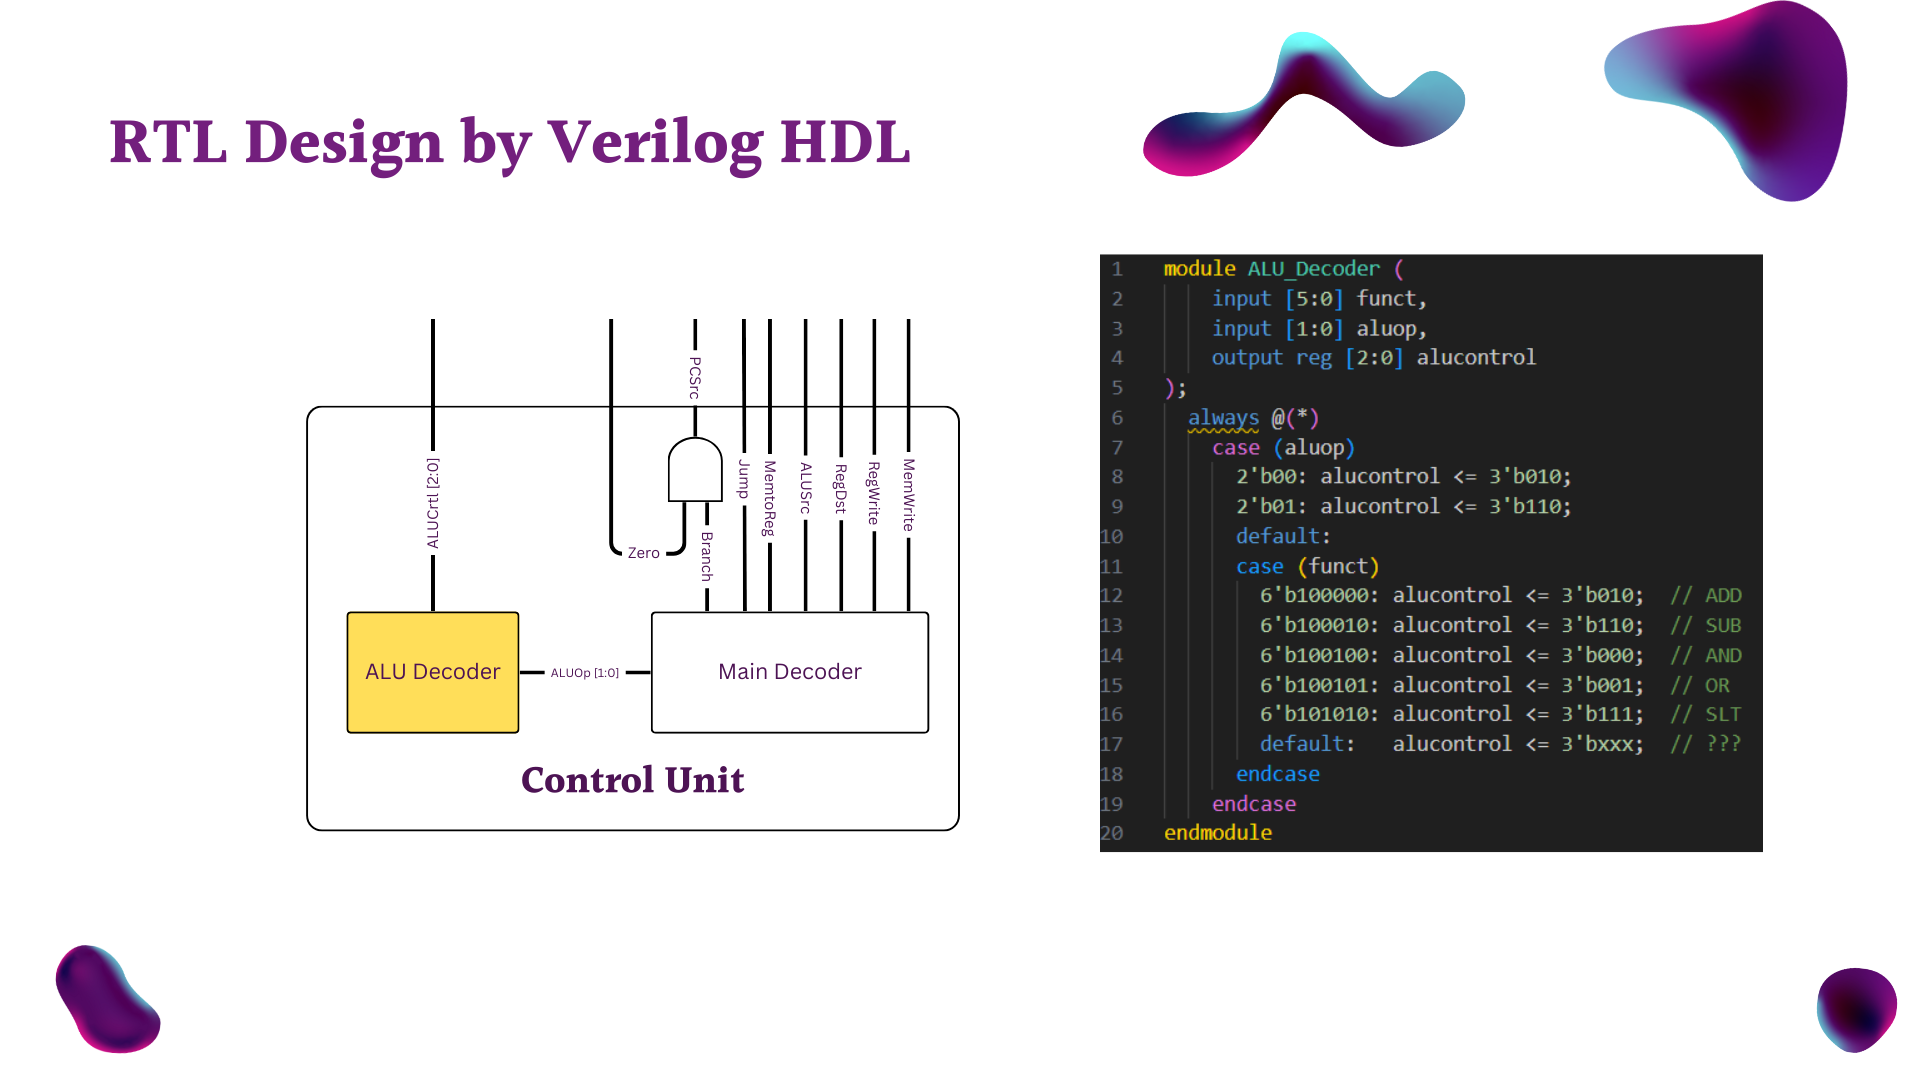 RTL Design by Verilog HDL
PCSrc
ALUCtrl [2:0]
Jump
MemtoReg
ALUSrc
RegDst
RegWrite
MemWrite
Zero
Branch
ALU Decoder
ALUOp [1:0]
Main Decoder
Control Unit
1 module ALU_Decoder (
2 input [5:0] funct,
3 input [1:0] aluop,
4 output reg [2:0] alucontrol
5 );
6 always @(*)
7 case (aluop)
8 2'b00: alucontrol <= 3'b010;
9 2'b01: alucontrol <= 3'b110;
10 default:
11 case (funct)
12 6'b100000: alucontrol <= 3'b010; // ADD
13 6'b100010: alucontrol <= 3'b110; // SUB
14 6'b100100: alucontrol <= 3'b000; // AND
15 6'b100101: alucontrol <= 3'b001; // OR
16 6'b101010: alucontrol <= 3'b111; // SLT
17 default: alucontrol <= 3'bxxx; // ???
18 endcase
19 endcase
20 endmodule